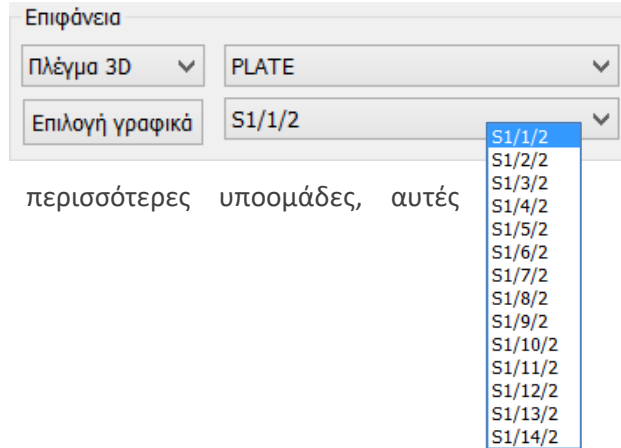 Επιφάνεια
Πλέγμα 3D PLATE
Επιλογή γραφικά S1/1/2
S1/1/2
S1/2/2
περισσότερες υποομάδες, αυτές
S1/3/2
S1/4/2
S1/5/2
S1/6/2
S1/7/2
S1/8/2
S1/9/2
S1/10/2
S1/11/2
S1/12/2
S1/13/2
S1/14/2